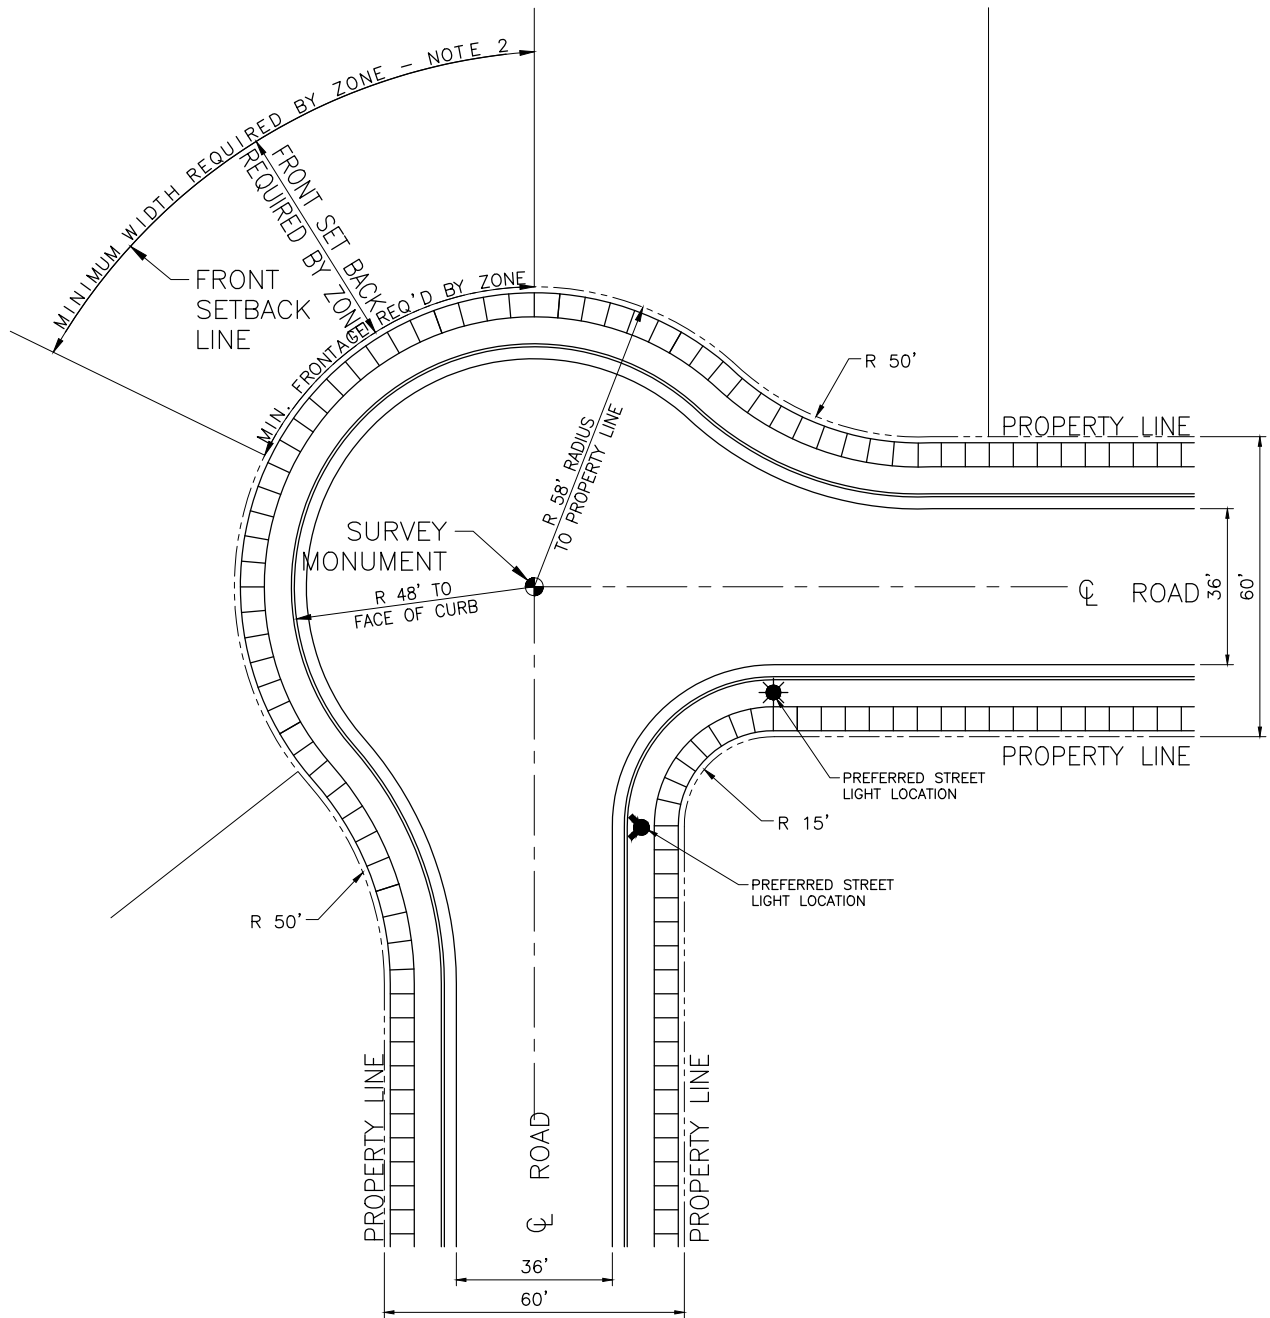 MINIMUM WIDTH REQUIRED BY ZONE - NOTE 2
FRONT SET BACK
REQUIRED BY ZONE
FRONT
SETBACK
LINE
MIN. FRONTAGE REQ'D BY ZONE
R 50'
PROPERTY LINE
R 58' RADIUS
TO PROPERTY LINE
SURVEY
MONUMENT
R 48' TO
FACE OF CURB
℄ ROAD
36'
60'
PROPERTY LINE
PREFERRED STREET
LIGHT LOCATION
R 15'
PREFERRED STREET
LIGHT LOCATION
R 50'
PROPERTY LINE
℄ ROAD
PROPERTY LINE
36'
60'